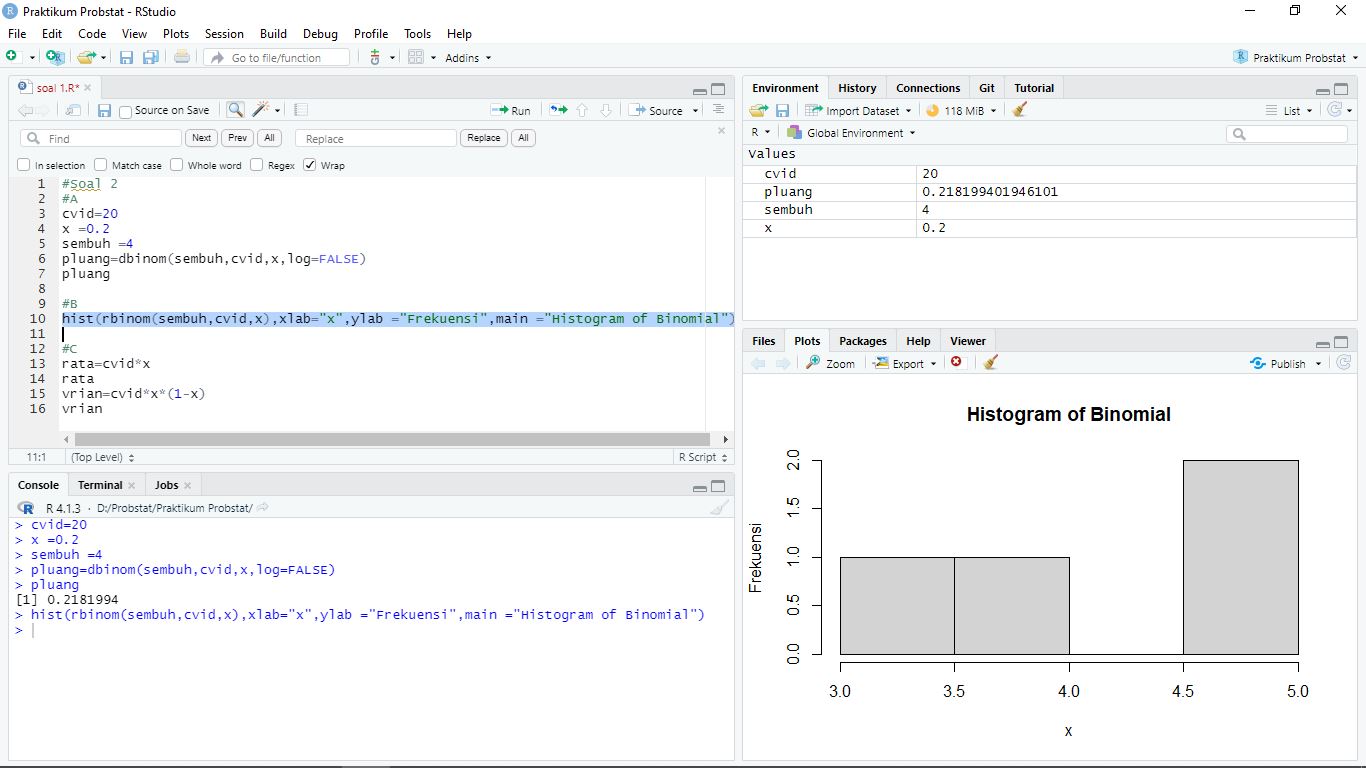 Praktikum Probstat - RStudio
File Edit Code View Plots Session Build Debug Profile Tools Help
Go to file/function Addins Praktikum Probstat
soal 1.R*
Source on Save Run Source
Find Next Prev All Replace Replace All
In selection Match case Whole word Regex Wrap
1 #Soal 2
2 #A
3 cvid=20
4 x =0.2
5 sembuh =4
6 pluang=dbinom(sembuh,cvid,x,log=FALSE)
7 pluang
8
9 #B
10 hist(rbinom(sembuh,cvid,x),xlab="x",ylab ="Frekuensi",main ="Histogram of Binomial")
11
12 #C
13 rata=cvid*x
14 rata
15 vrian=cvid*x*(1-x)
16 vrian
11:1 (Top Level) R Script
Console Terminal Jobs
R R 4.1.3 · D:/Probstat/Praktikum Probstat/
> cvid=20
> x =0.2
> sembuh =4
> pluang=dbinom(sembuh,cvid,x,log=FALSE)
> pluang
[1] 0.2181994
> hist(rbinom(sembuh,cvid,x),xlab="x",ylab ="Frekuensi",main ="Histogram of Binomial")
>
Environment History Connections Git Tutorial
Import Dataset 118 MiB List
R Global Environment
Values
cvid 20
pluang 0.218199401946101
sembuh 4
x 0.2
Files Plots Packages Help Viewer
Zoom Export Publish
Histogram of Binomial
Frekuensi
2.0
1.5
1.0
0.5
0.0
3.0 3.5 4.0 4.5 5.0
x